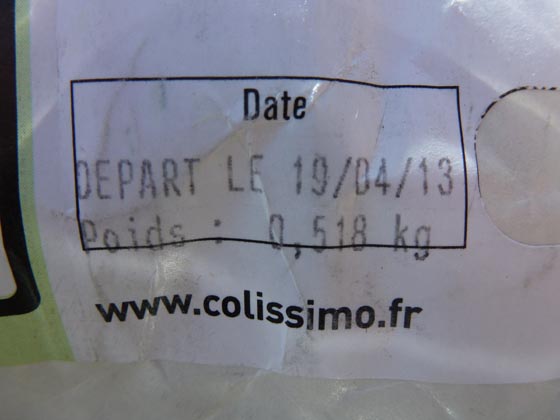 Date
DEPART LE 19/04/13
Poids : 0,518 kg
www.colissimo.fr